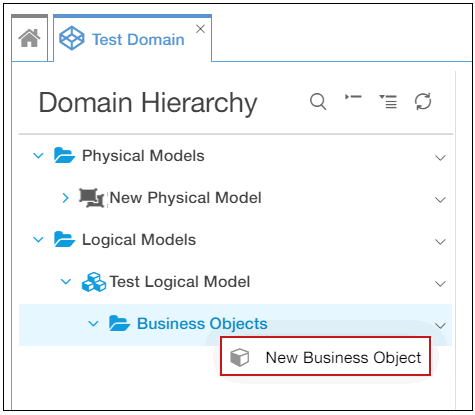 Test Domain
Domain Hierarchy
Physical Models
New Physical Model
Logical Models
Test Logical Model
Business Objects
New Business Object